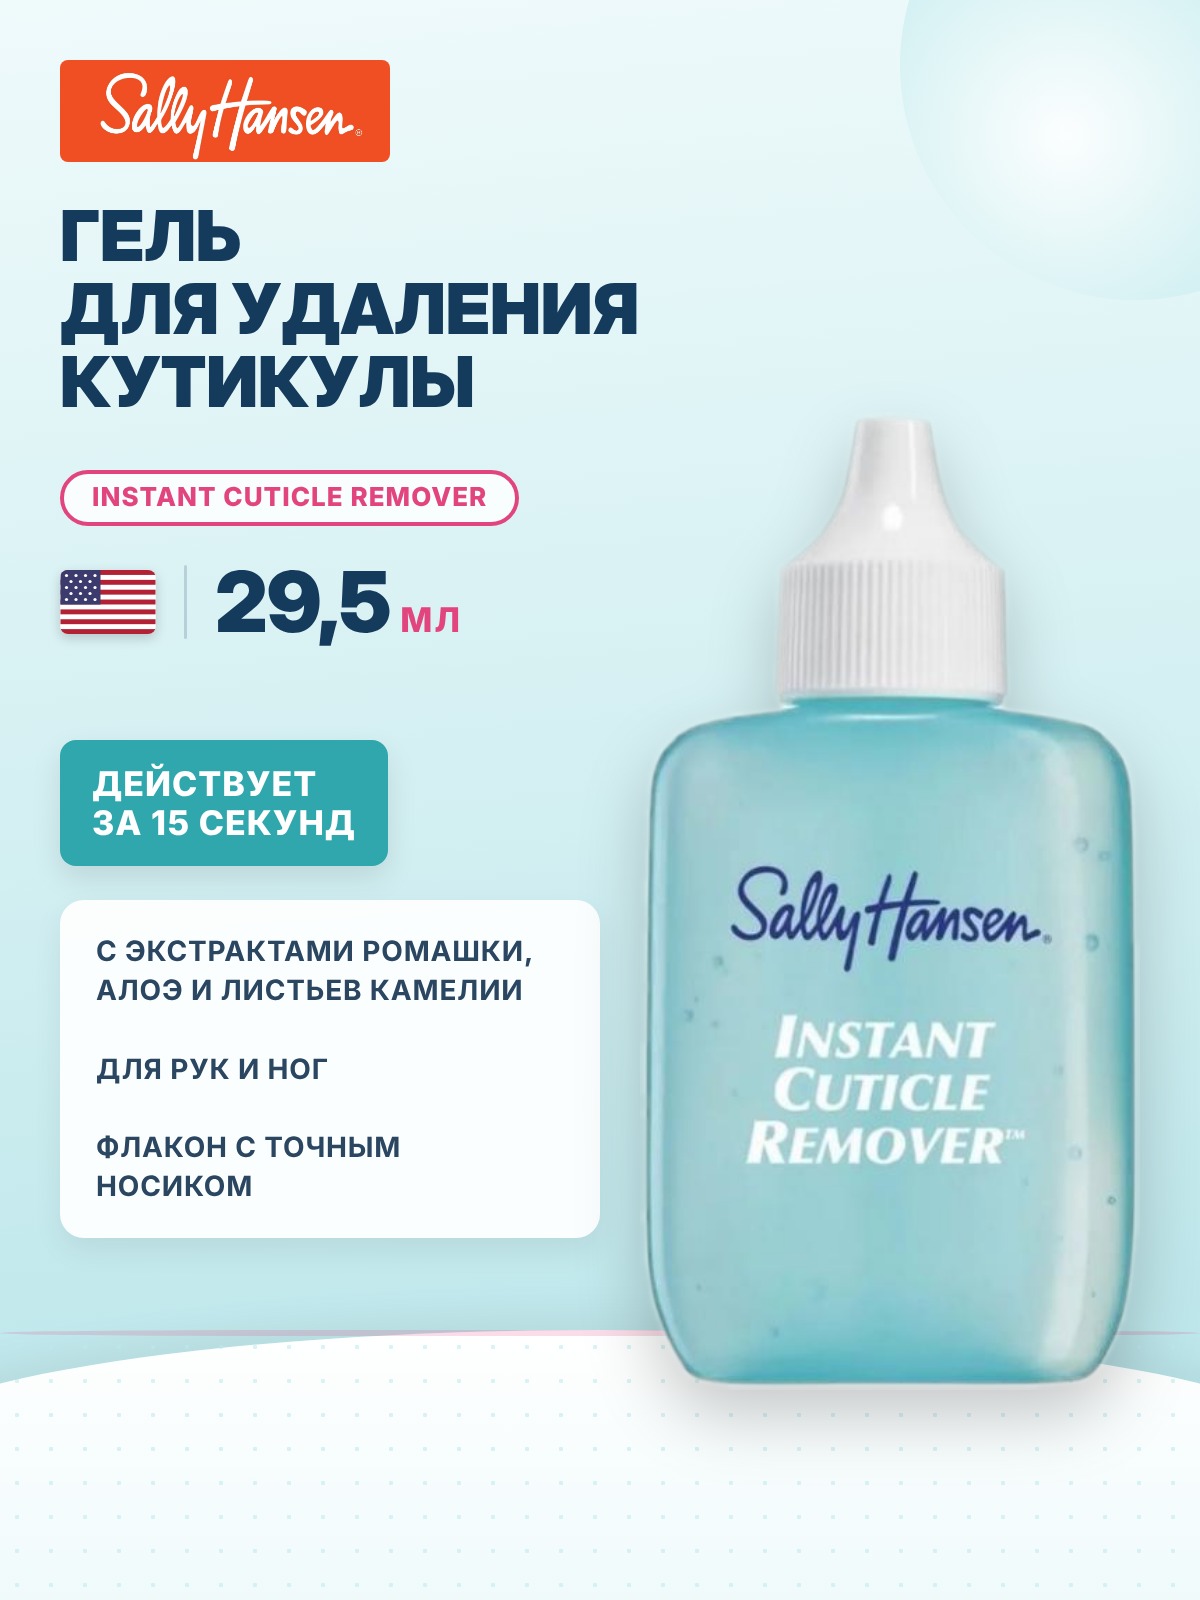 Sally Hansen®
ГЕЛЬ
ДЛЯ УДАЛЕНИЯ
КУТИКУЛЫ
INSTANT CUTICLE REMOVER
29,5 МЛ
ДЕЙСТВУЕТ
ЗА 15 СЕКУНД
С ЭКСТРАКТАМИ РОМАШКИ,
АЛОЭ И ЛИСТЬЕВ КАМЕЛИИ
ДЛЯ РУК И НОГ
ФЛАКОН С ТОЧНЫМ
НОСИКОМ
Sally Hansen®
INSTANT
CUTICLE
REMOVER™